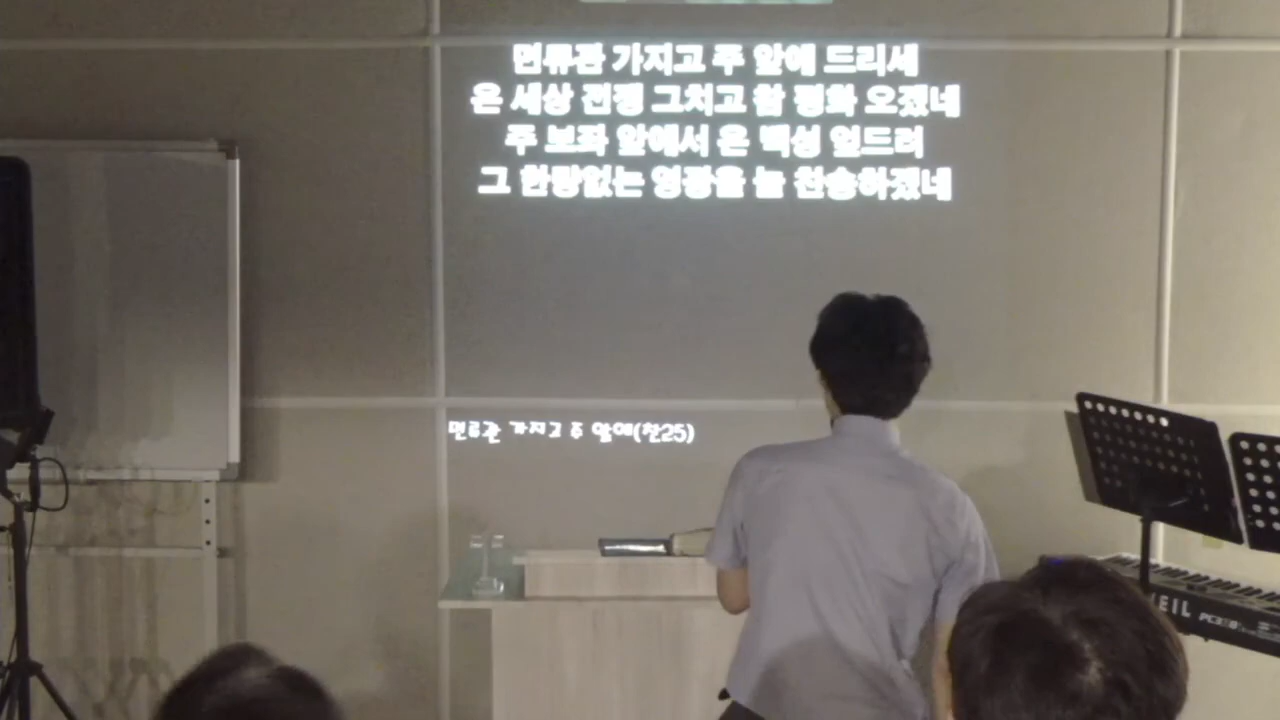 면류관 가지고 주 앞에 드리세
온 세상 전쟁 그치고 참 평화 오겠네
주 보좌 앞에서 온 백성 엎드려
그 한량없는 영광을 늘 찬송하겠네
면류관 가지고 주 앞에(찬25)